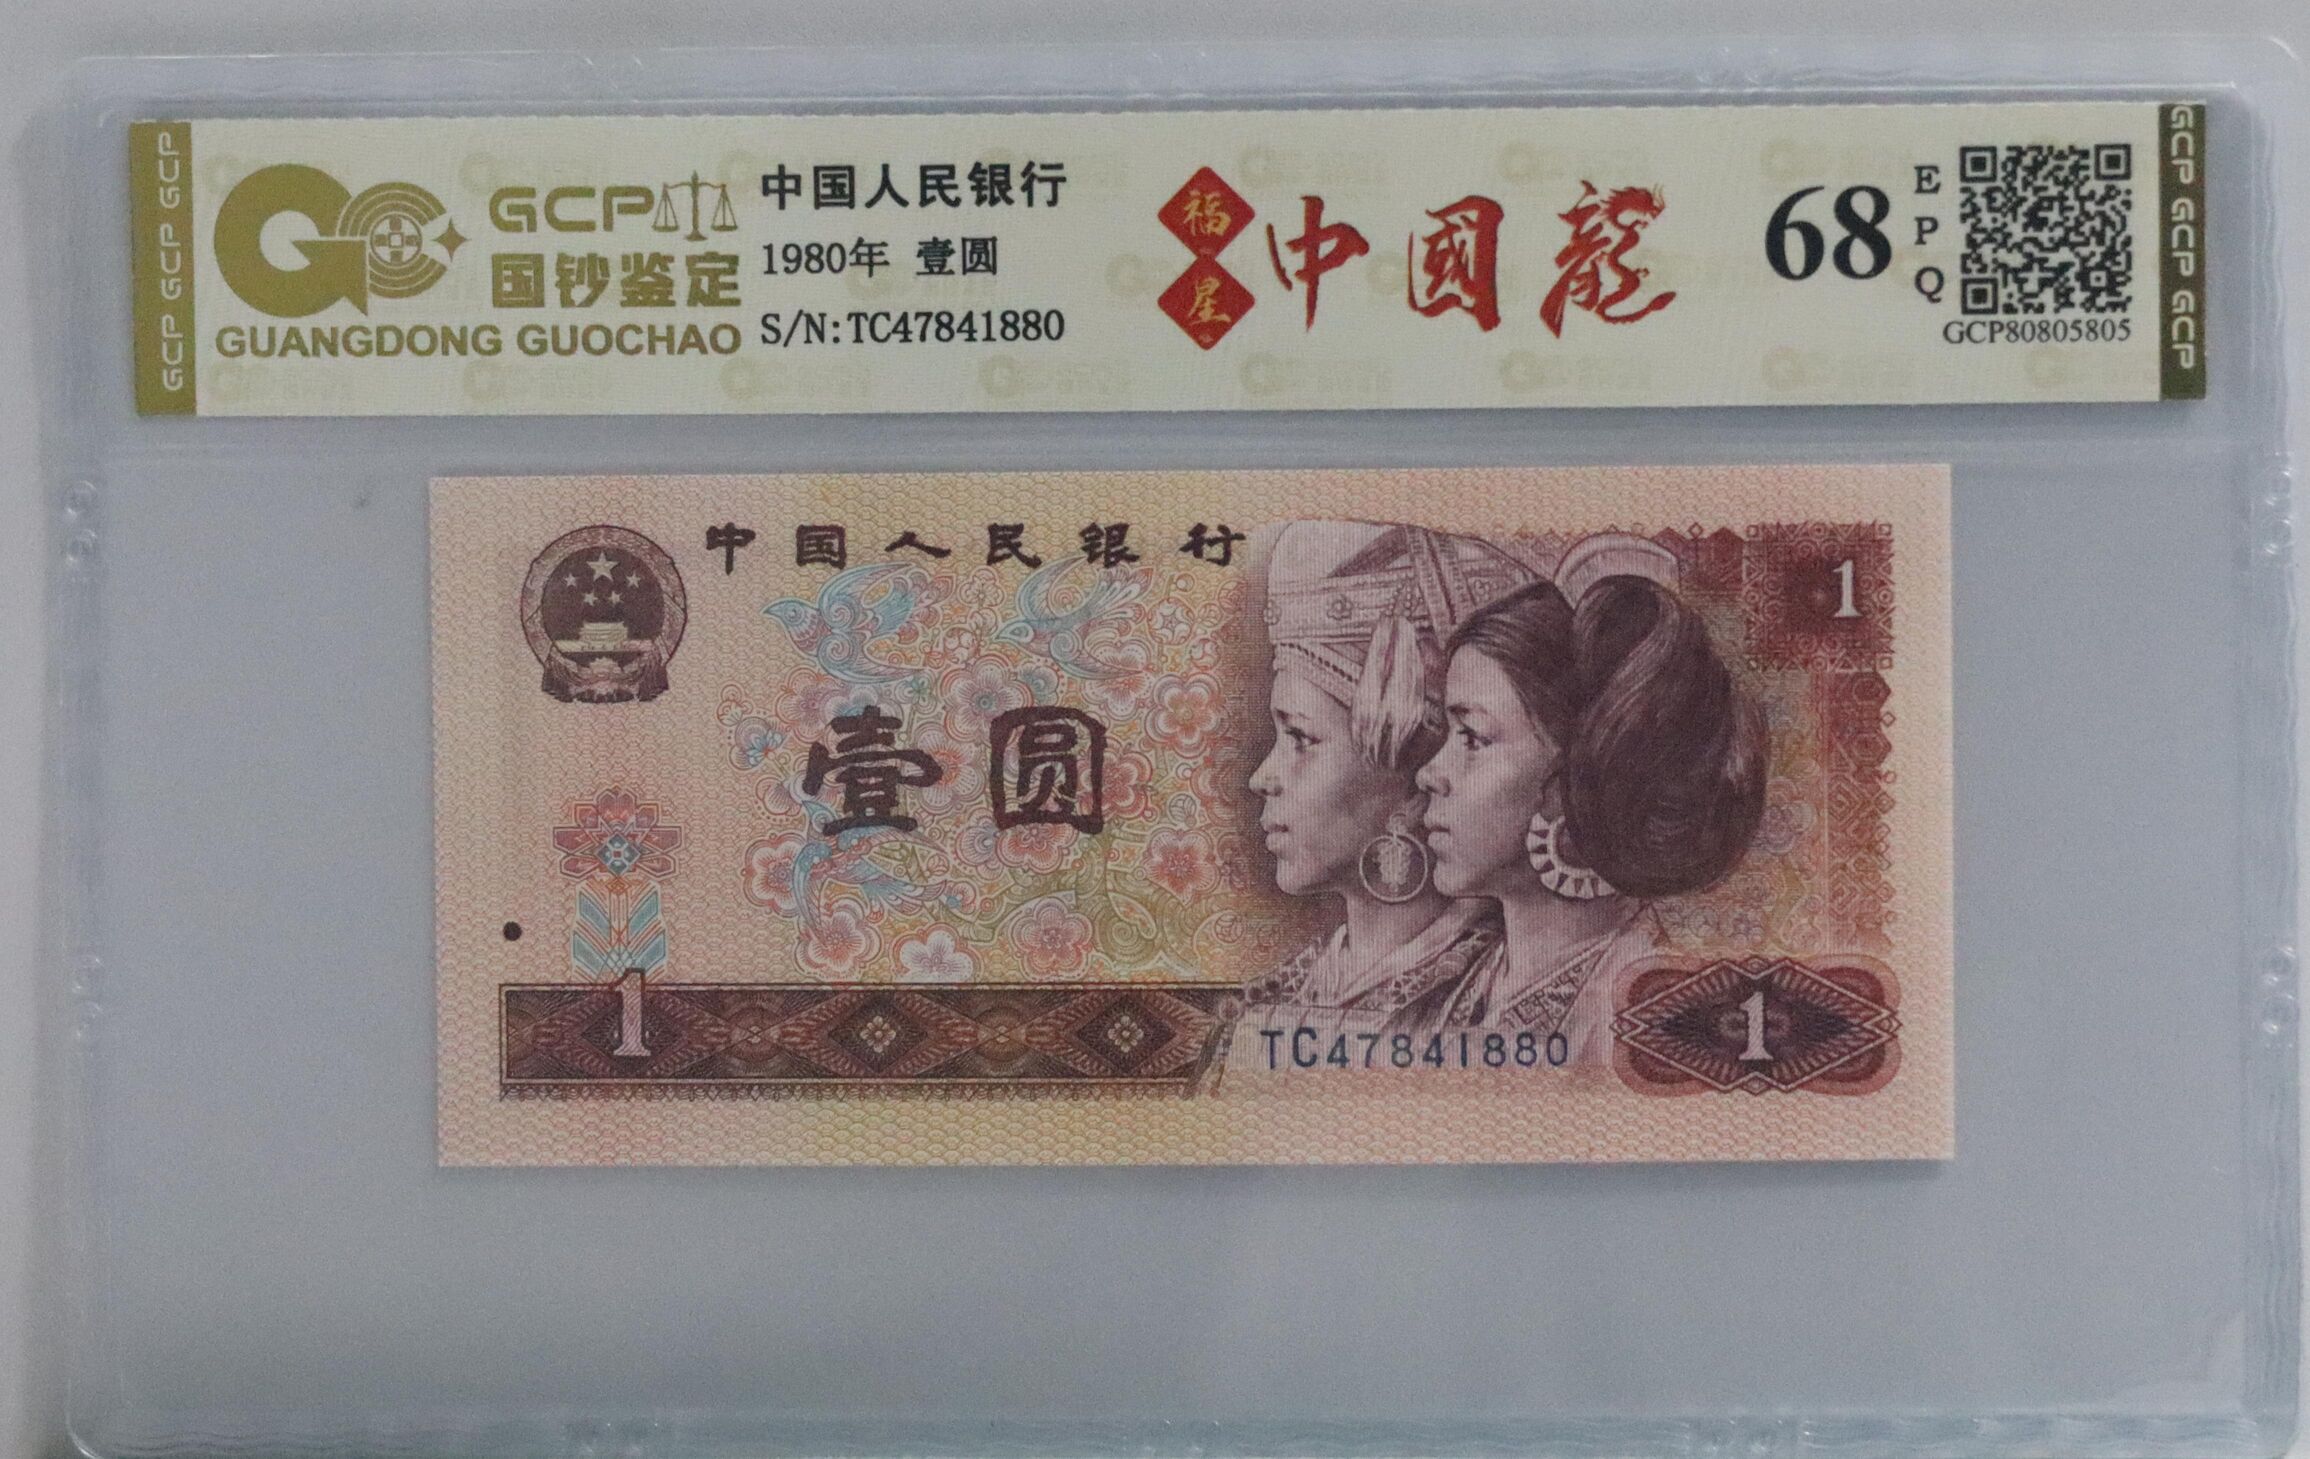 GCP GCP GCP
GCP
国钞鉴定
GUANGDONG GUOCHAO
中国人民银行
1980年 壹圆
S/N:TC47841880
福星
中國龍
68
EPQ
GCP80805805
GCP GCP GCP
中国人民银行
1
壹圆
1
TC47841880
1